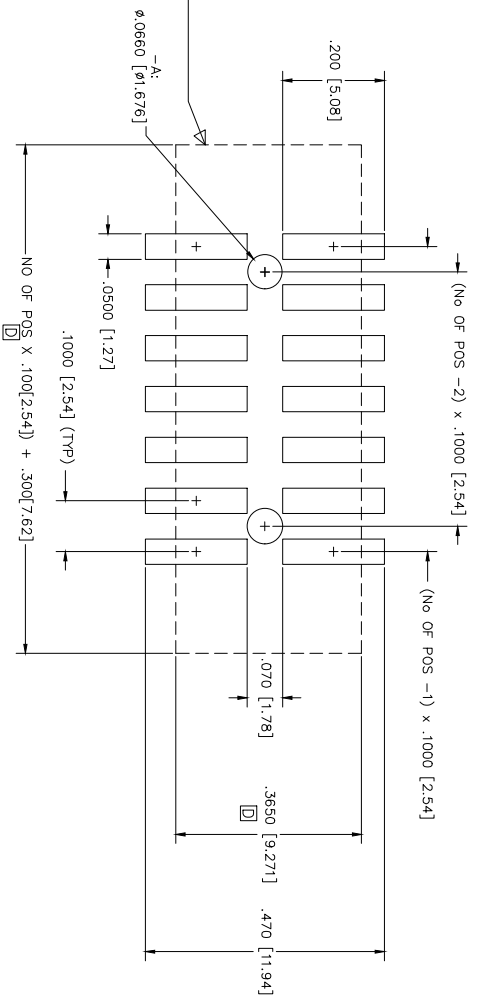 (No OF POS -1) x .1000 [2.54]
(No OF POS -2) x .1000 [2.54]
.200 [5.08]
-A:
ø.0660 [ø1.676]
.070 [1.78]
.3650 [9.271]
D
.470 [11.94]
.0500 [1.27]
.1000 [2.54] (TYP)
NO OF POS X .100[2.54]) + .300[7.62]
D